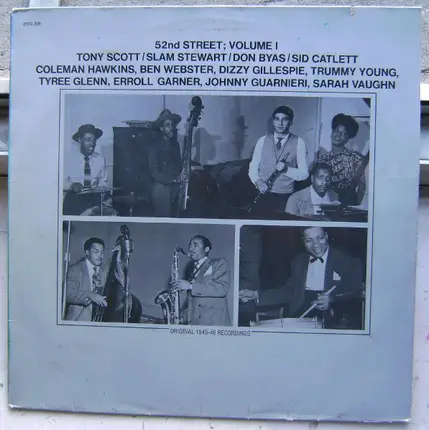 52nd STREET; VOLUME I
TONY SCOTT/SLAM STEWART/DON BYAS/SID CATLETT
COLEMAN HAWKINS, BEN WEBSTER, DIZZY GILLESPIE, TRUMMY YOUNG,
TYREE GLENN, ERROLL GARNER, JOHNNY GUARNIERI, SARAH VAUGHN
ORIGINAL 1945-46 RECORDINGS